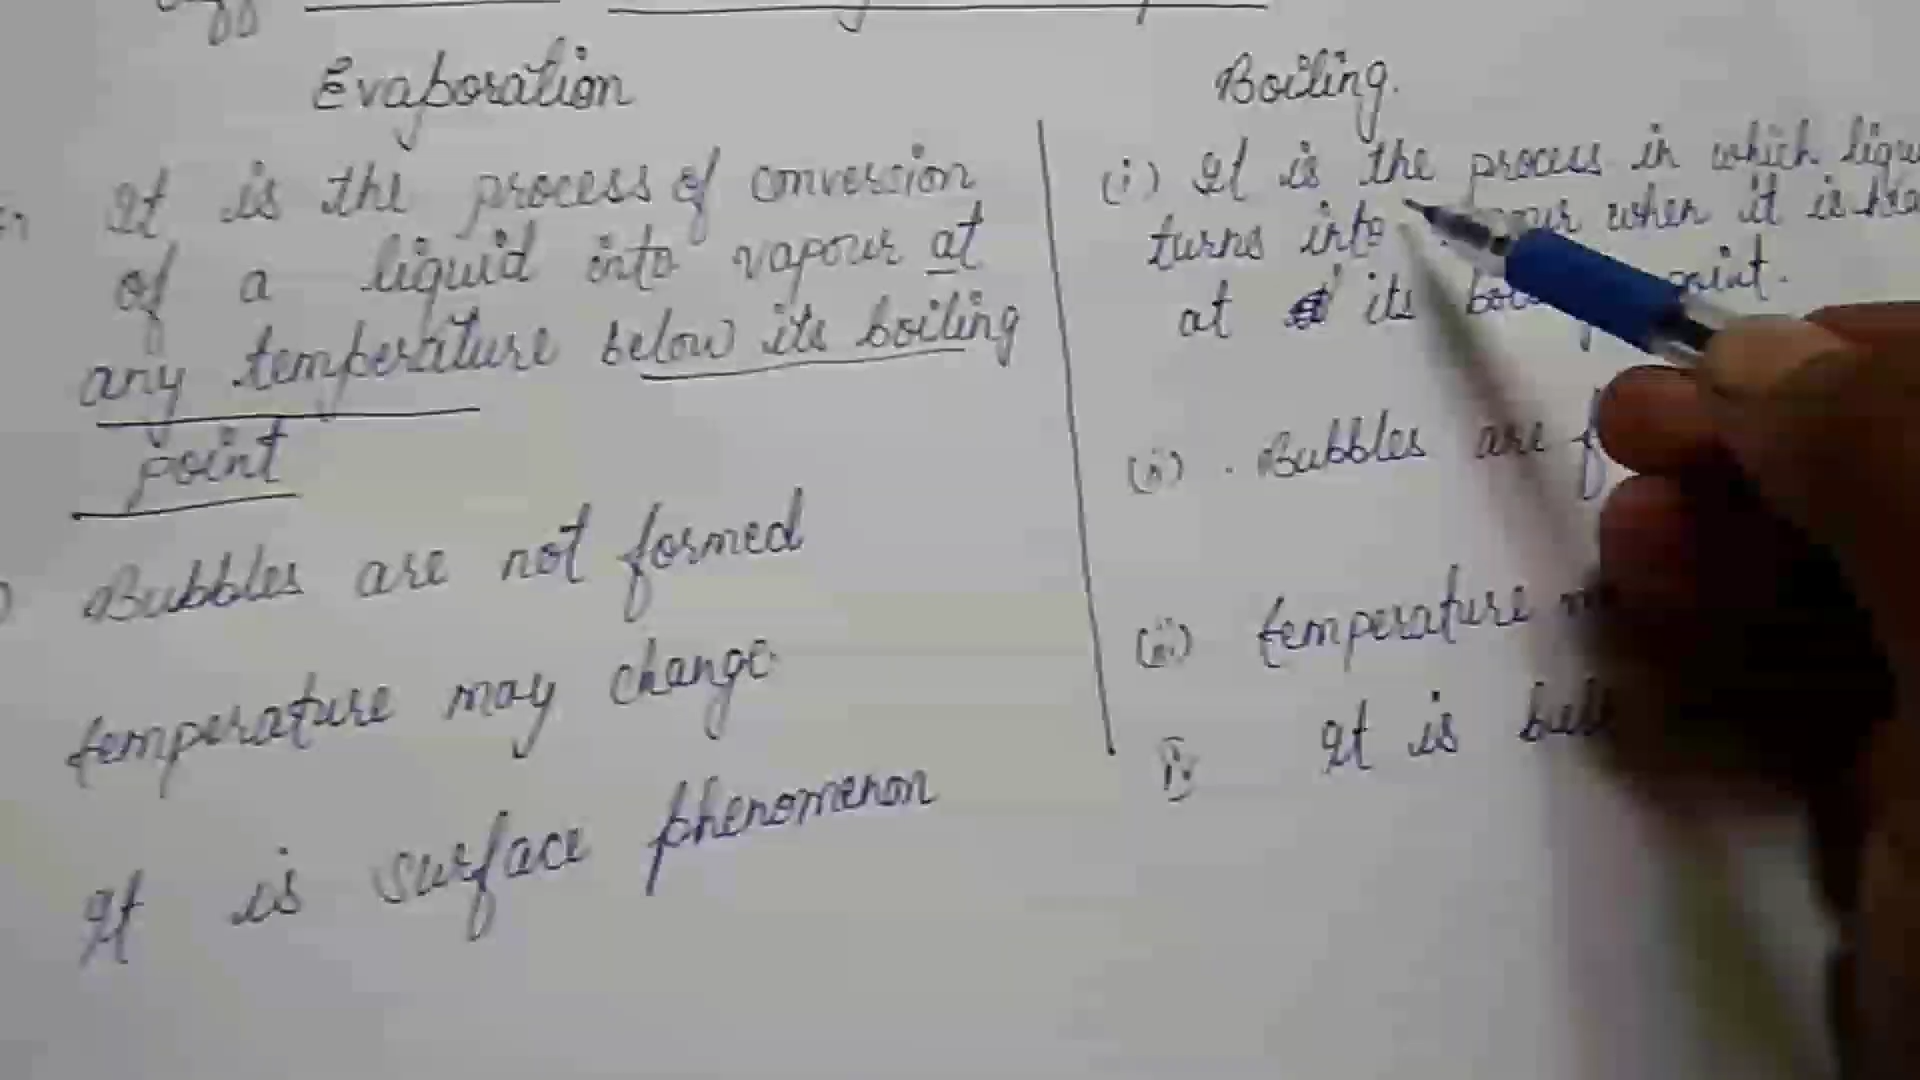 Evaporation
It is the process of conversion
of a liquid into vapour at
any temperature below its boiling
point
Bubbles are not formed
temperature may change
It is surface phenomenon
Boiling.
(i) It is the process in which
turns into when it is
at its point.
(ii) Bubbles are
(iii) temperature
iv It is